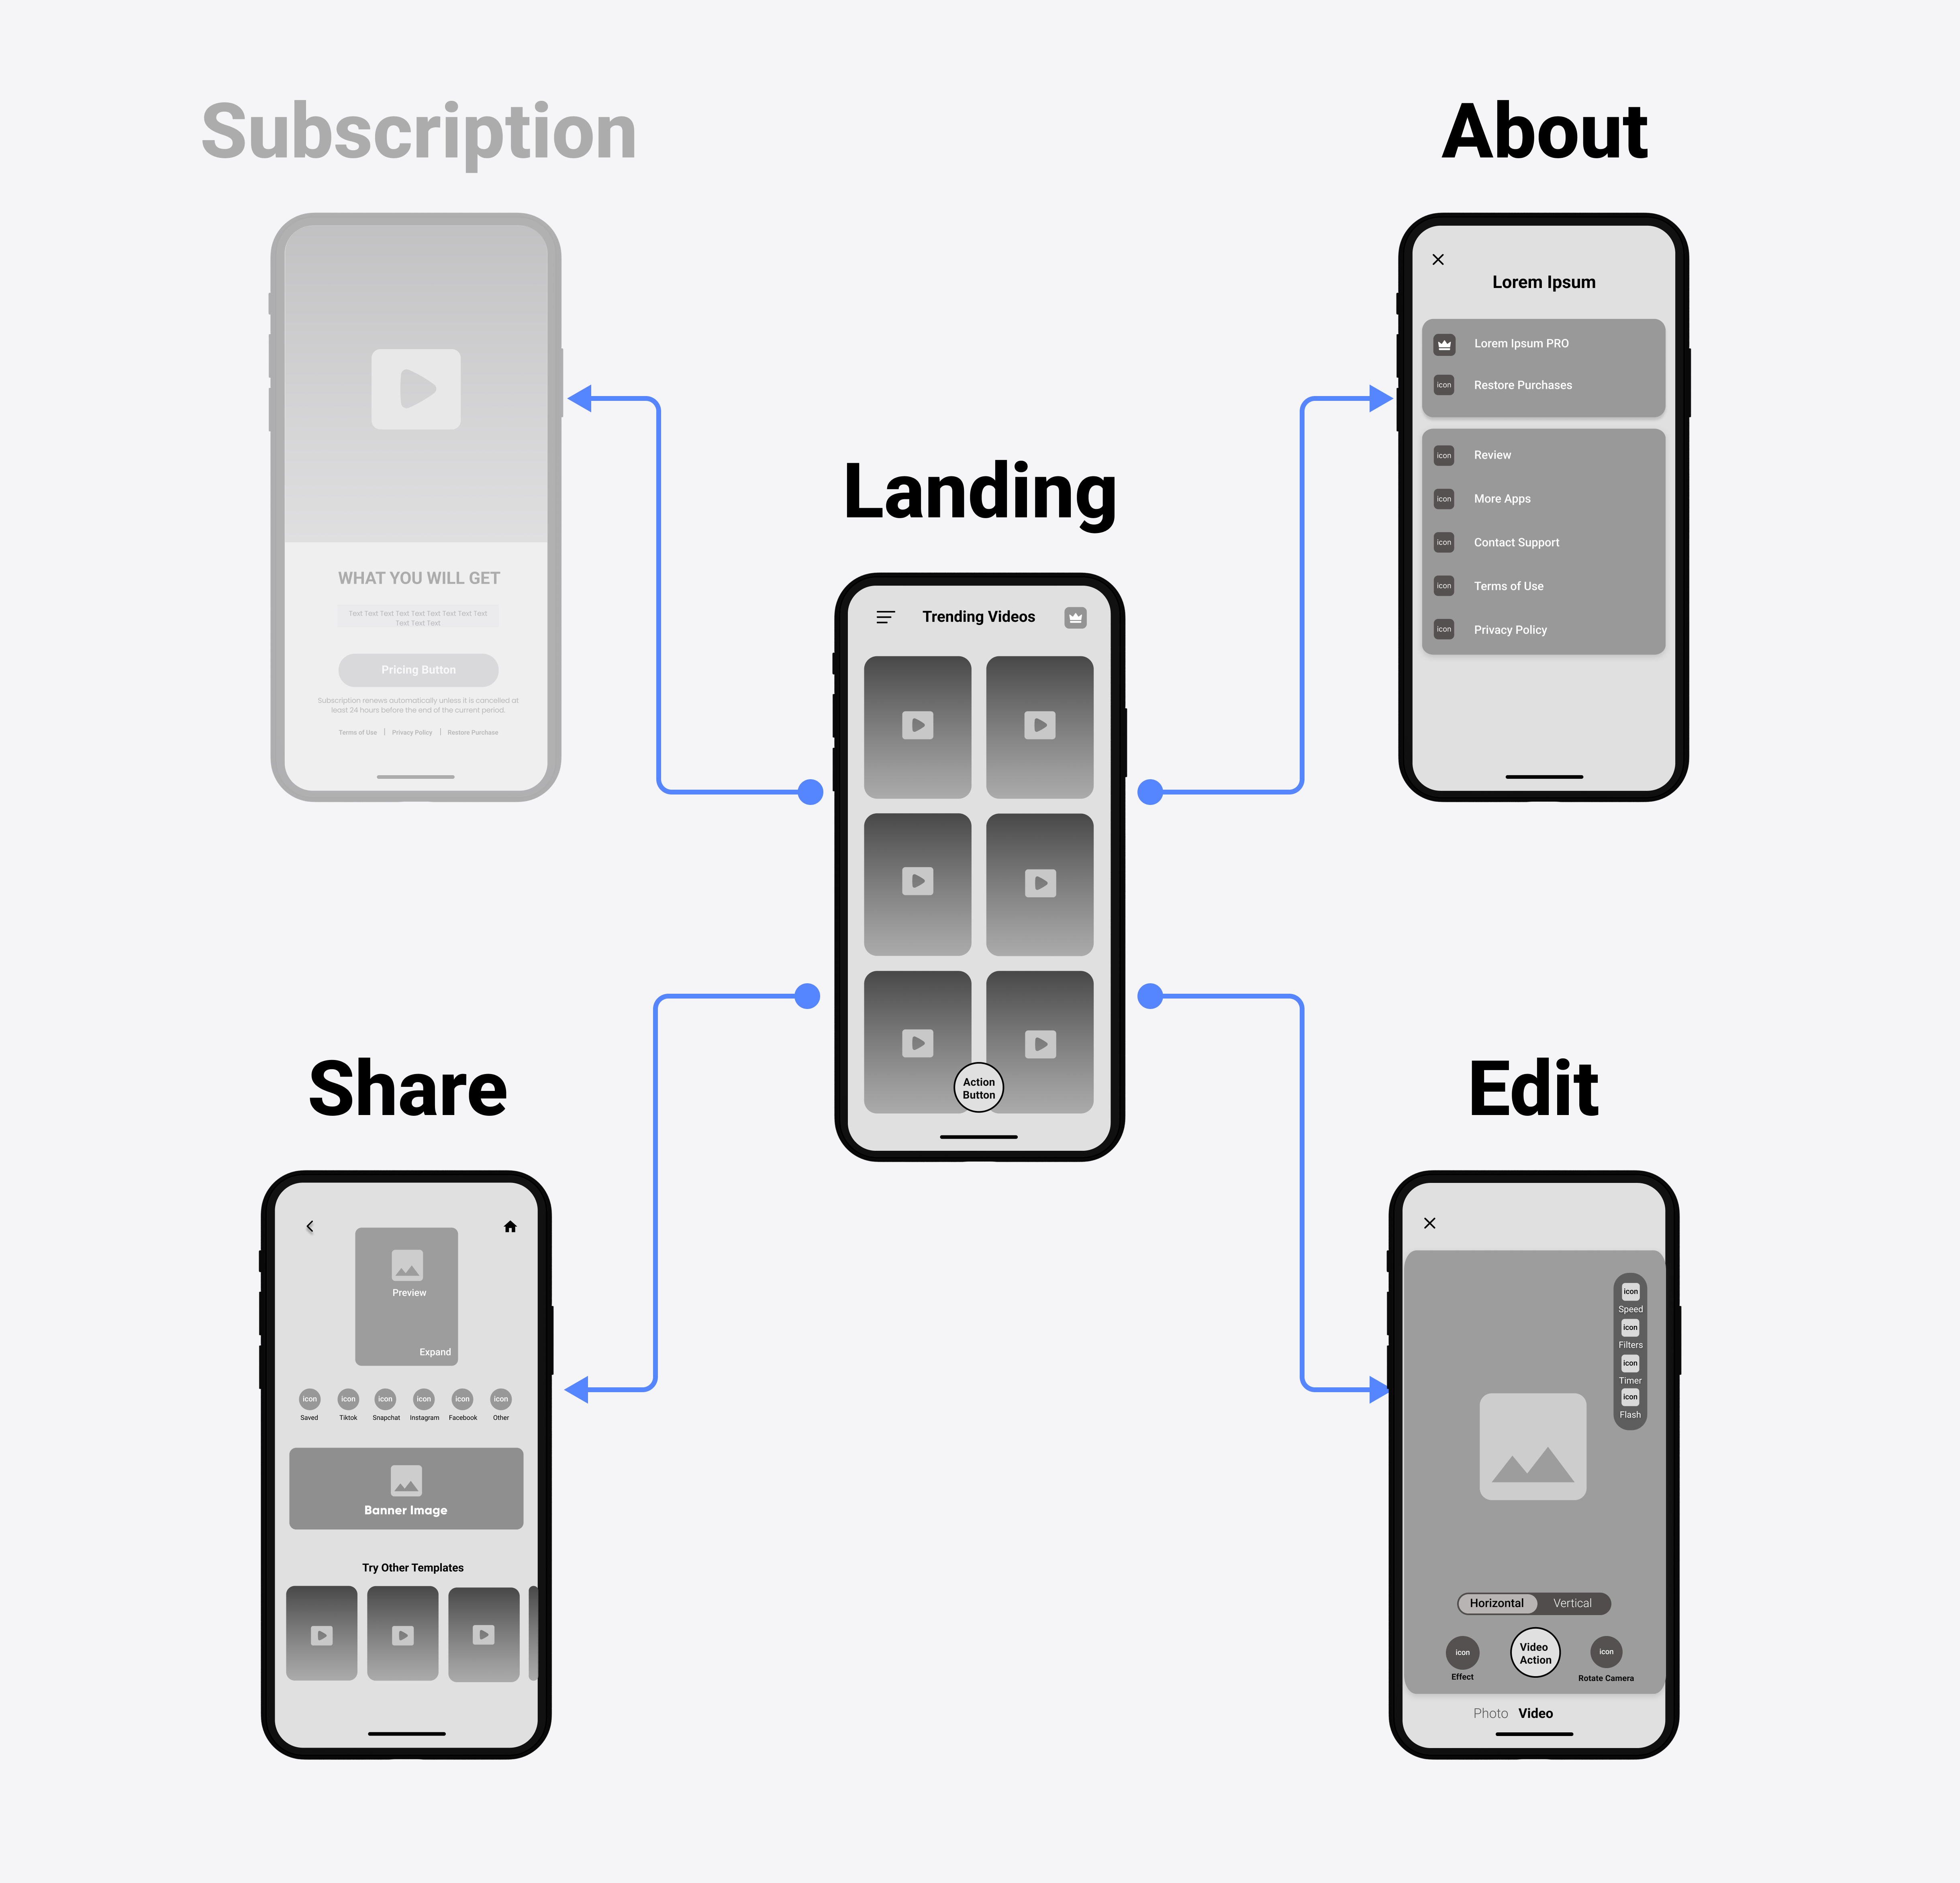 Subscription
WHAT YOU WILL GET
Text Text Text Text Text Text Text Text Text
Text Text Text
Pricing Button
Subscription renews automatically unless it is cancelled at
least 24 hours before the end of the current period.
Terms of Use | Privacy Policy | Restore Purchase
About
Lorem Ipsum
Lorem Ipsum PRO
icon Restore Purchases
icon Review
icon More Apps
icon Contact Support
icon Terms of Use
icon Privacy Policy
Landing
Trending Videos
Action
Button
Share
Preview
Expand
icon icon icon icon icon icon
Saved Tiktok Snapchat Instagram Facebook Other
Banner Image
Try Other Templates
Edit
icon
Speed
icon
Filters
icon
Timer
icon
Flash
Horizontal Vertical
icon
Effect
Video
Action
icon
Rotate Camera
Photo Video